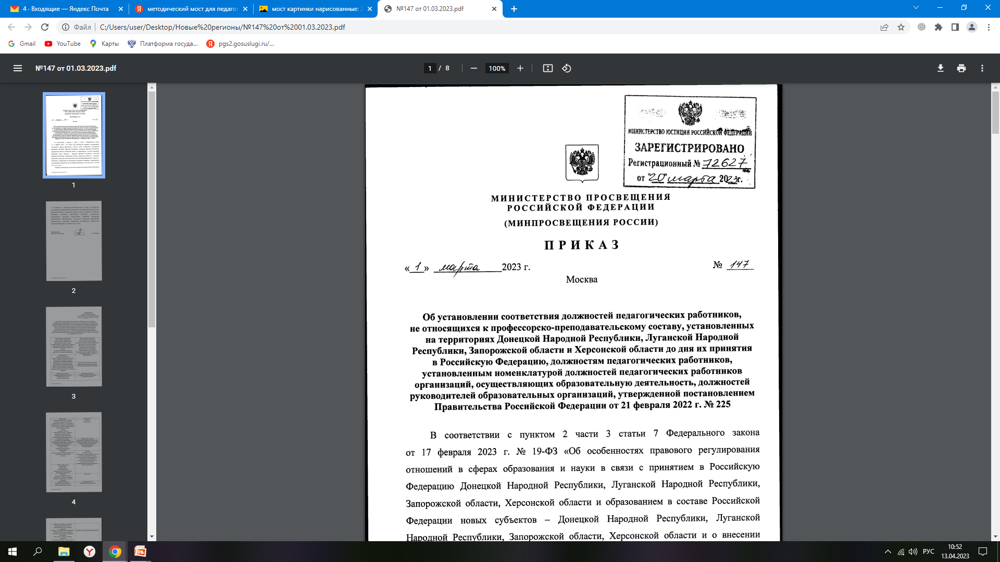 4 · Входящие — Яндекс Почта
методический мост для педагог
мост картинки нарисованные: 2
№147 от 01.03.2023.pdf
Файл
C:/Users/user/Desktop/Новые%20регионы/№147%20от%2001.03.2023.pdf
Gmail
YouTube
Карты
Платформа госуда...
pgs2.gosuslugi.ru/...
№147 от 01.03.2023.pdf
1 / 8
100%
1
2
3
4
МИНИСТЕРСТВО ЮСТИЦИИ РОССИЙСКОЙ ФЕДЕРАЦИИ
ЗАРЕГИСТРИРОВАНО
Регистрационный № 72627
от "20" марта 2023г.
МИНИСТЕРСТВО ПРОСВЕЩЕНИЯ
РОССИЙСКОЙ ФЕДЕРАЦИИ
(МИНПРОСВЕЩЕНИЯ РОССИИ)
ПРИКАЗ
«1» марта 2023 г.
№ 147
Москва
Об установлении соответствия должностей педагогических работников,
не относящихся к профессорско-преподавательскому составу, установленных
на территориях Донецкой Народной Республики, Луганской Народной
Республики, Запорожской области и Херсонской области до дня их принятия
в Российскую Федерацию, должностям педагогических работников,
установленным номенклатурой должностей педагогических работников
организаций, осуществляющих образовательную деятельность, должностей
руководителей образовательных организаций, утвержденной постановлением
Правительства Российской Федерации от 21 февраля 2022 г. № 225
В соответствии с пунктом 2 части 3 статьи 7 Федерального закона
от 17 февраля 2023 г. № 19-ФЗ «Об особенностях правового регулирования
отношений в сферах образования и науки в связи с принятием в Российскую
Федерацию Донецкой Народной Республики, Луганской Народной Республики,
Запорожской области, Херсонской области и образованием в составе Российской
Федерации новых субъектов – Донецкой Народной Республики, Луганской
Народной Республики, Запорожской области, Херсонской области и о внесении
РУС
10:52
13.04.2023